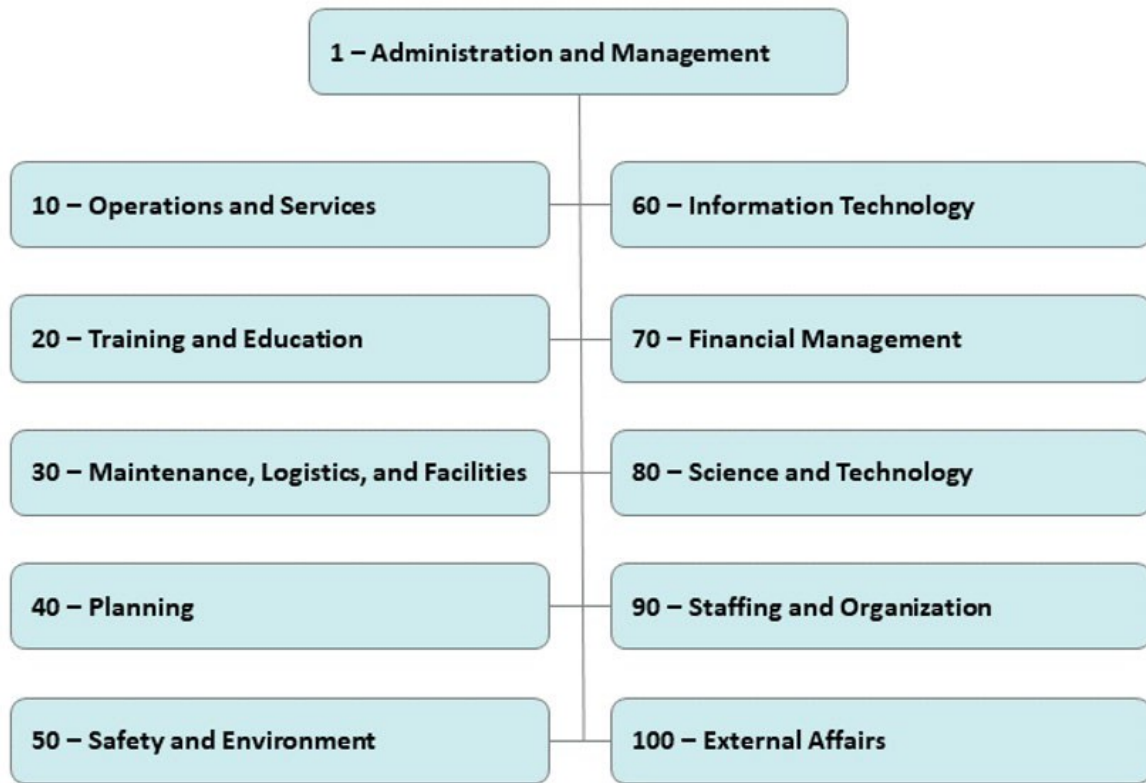 1 – Administration and Management
10 – Operations and Services
60 – Information Technology
20 – Training and Education
70 – Financial Management
30 – Maintenance, Logistics, and Facilities
80 – Science and Technology
40 – Planning
90 – Staffing and Organization
50 – Safety and Environment
100 – External Affairs